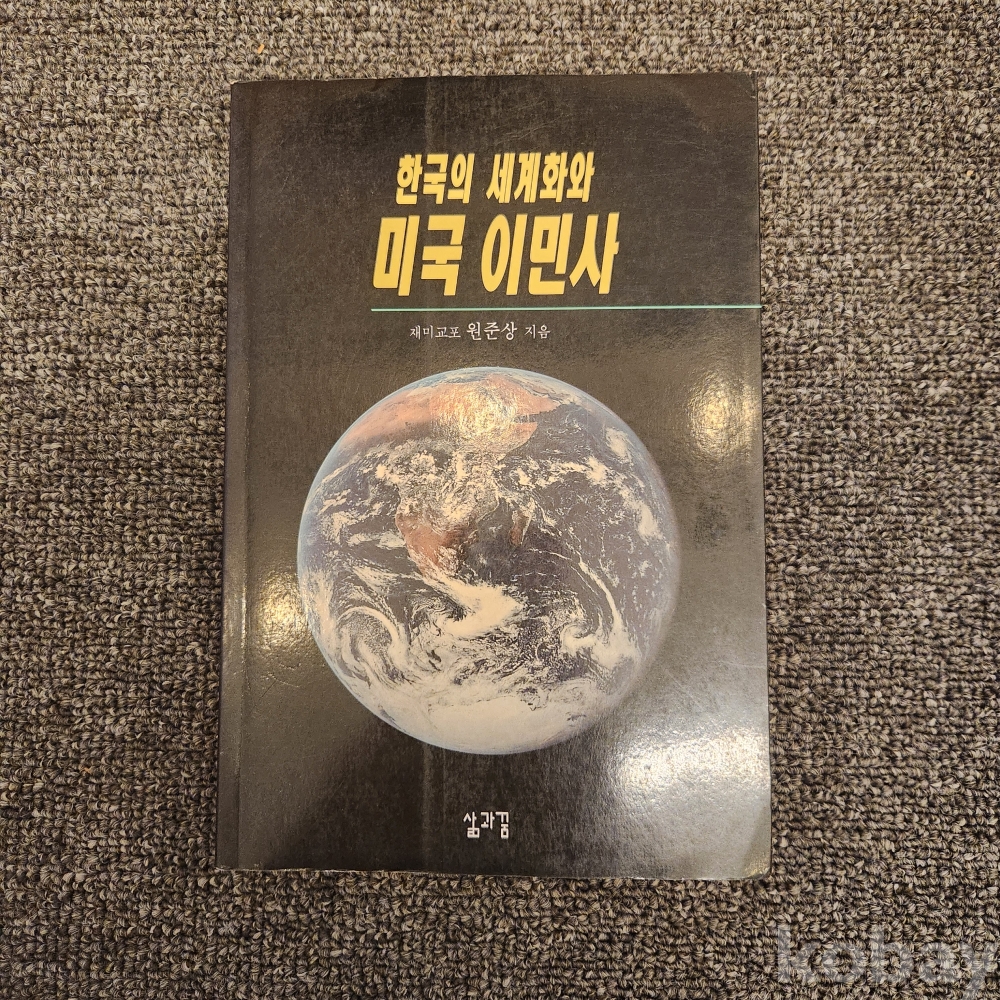 한국의 세계화와
미국 이민사
재미교포 원준상 지음
삶과꿈
kobay